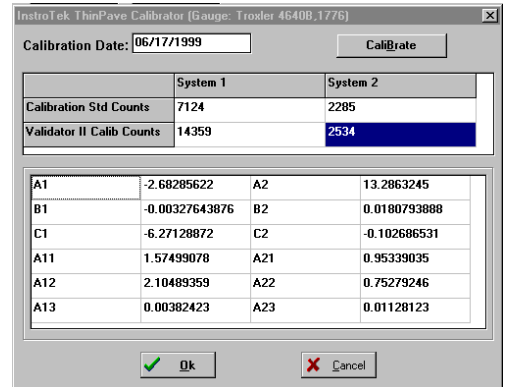 InstroTek ThinPave Calibrator (Gauge: Troxler 4640B,1776)
Calibration Date: 06/17/1999 CaliBrate
System 1 System 2
Calibration Std Counts 7124 2285
Validator II Calib Counts 14359 2534
A1 -2.68285622 A2 13.2863245
B1 -0.00327643876 B2 0.0180793888
C1 -6.27128872 C2 -0.102686531
A11 1.57499078 A21 0.95339035
A12 2.10489359 A22 0.75279246
A13 0.00382423 A23 0.01128123
Ok Cancel